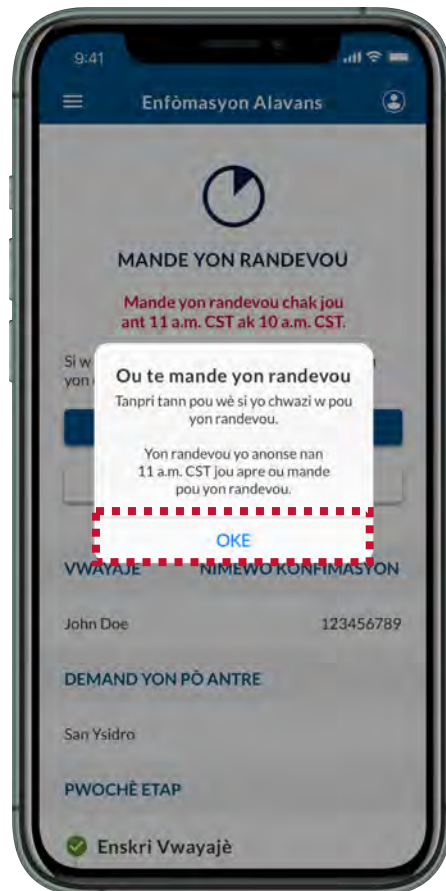 9:41
Enfòmasyon Alavans
MANDE YON RANDEVOU
Mande yon randevou chak jou
ant 11 a.m. CST ak 10 a.m. CST.
Si w
yon
Ou te mande yon randevou
Tanpri tann pou wè si yo chwazi w pou
yon randevou.
Yon randevou yo anonse nan
11 a.m. CST jou apre ou mande
pou yon randevou.
OKE
VWAYAJE NIMEWO KONFIMASYON
John Doe 123456789
DEMAND YON PÒ ANTRE
San Ysidro
PWOCHÈ ETAP
Enskri Vwayajè